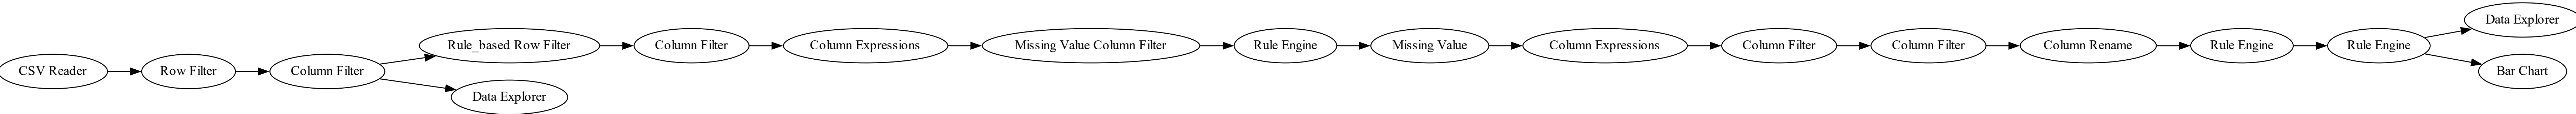 CSV Reader
Row Filter
Column Filter
Rule_based Row Filter
Data Explorer
Column Filter
Column Expressions
Missing Value Column Filter
Rule Engine
Missing Value
Column Expressions
Column Filter
Column Filter
Column Rename
Rule Engine
Rule Engine
Data Explorer
Bar Chart